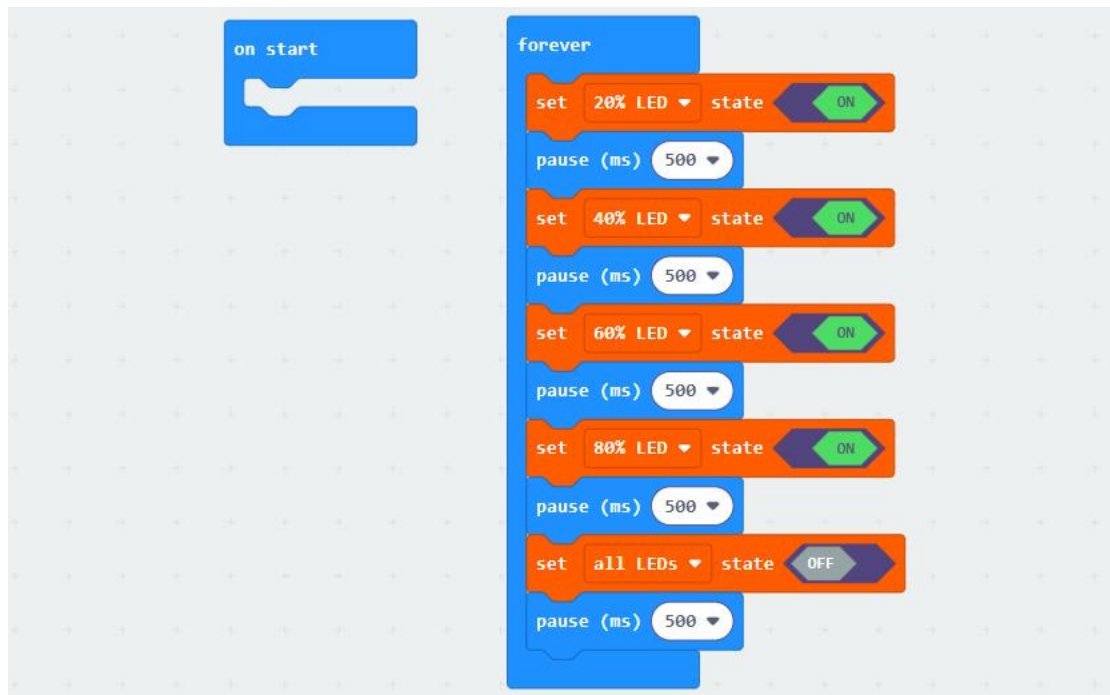 on start
forever
set 20% LED state ON
pause (ms) 500
set 40% LED state ON
pause (ms) 500
set 60% LED state ON
pause (ms) 500
set 80% LED state ON
pause (ms) 500
set all LEDs state OFF
pause (ms) 500